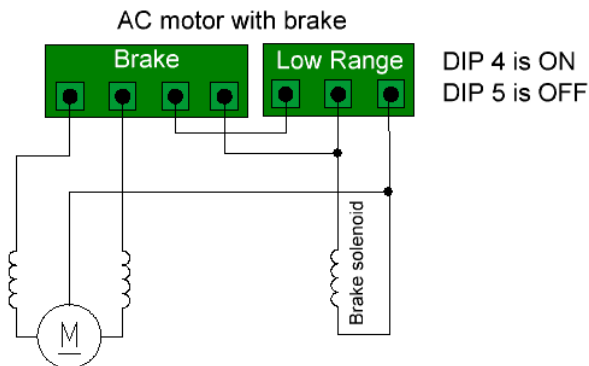 AC motor with brake
Brake
Low Range
DIP 4 is ON
DIP 5 is OFF
Brake solenoid
M